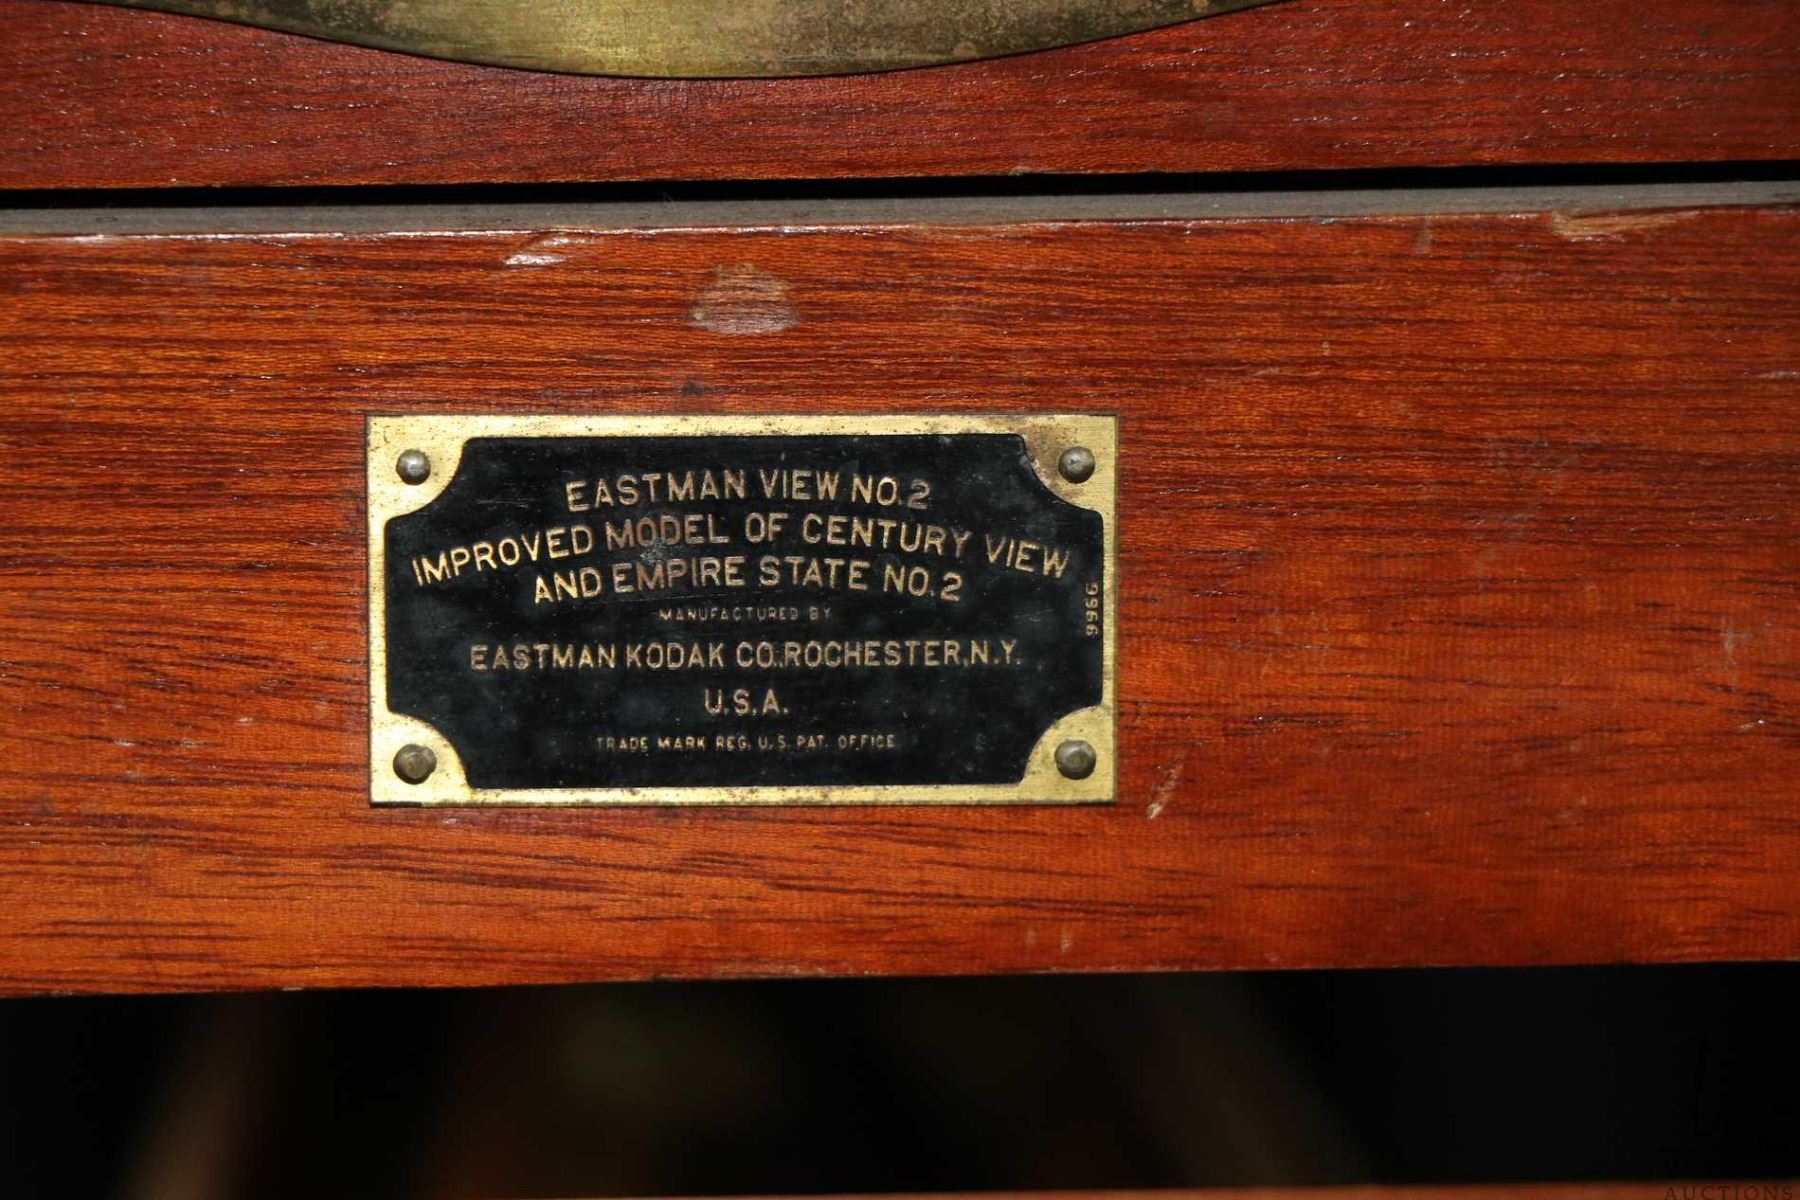 EASTMAN VIEW NO.2
IMPROVED MODEL OF CENTURY VIEW
AND EMPIRE STATE NO.2
MANUFACTURED BY
EASTMAN KODAK CO. ROCHESTER, N.Y.
U.S.A.
TRADE MARK REG. U.S. PAT. OFFICE
9966
AUCTIONS